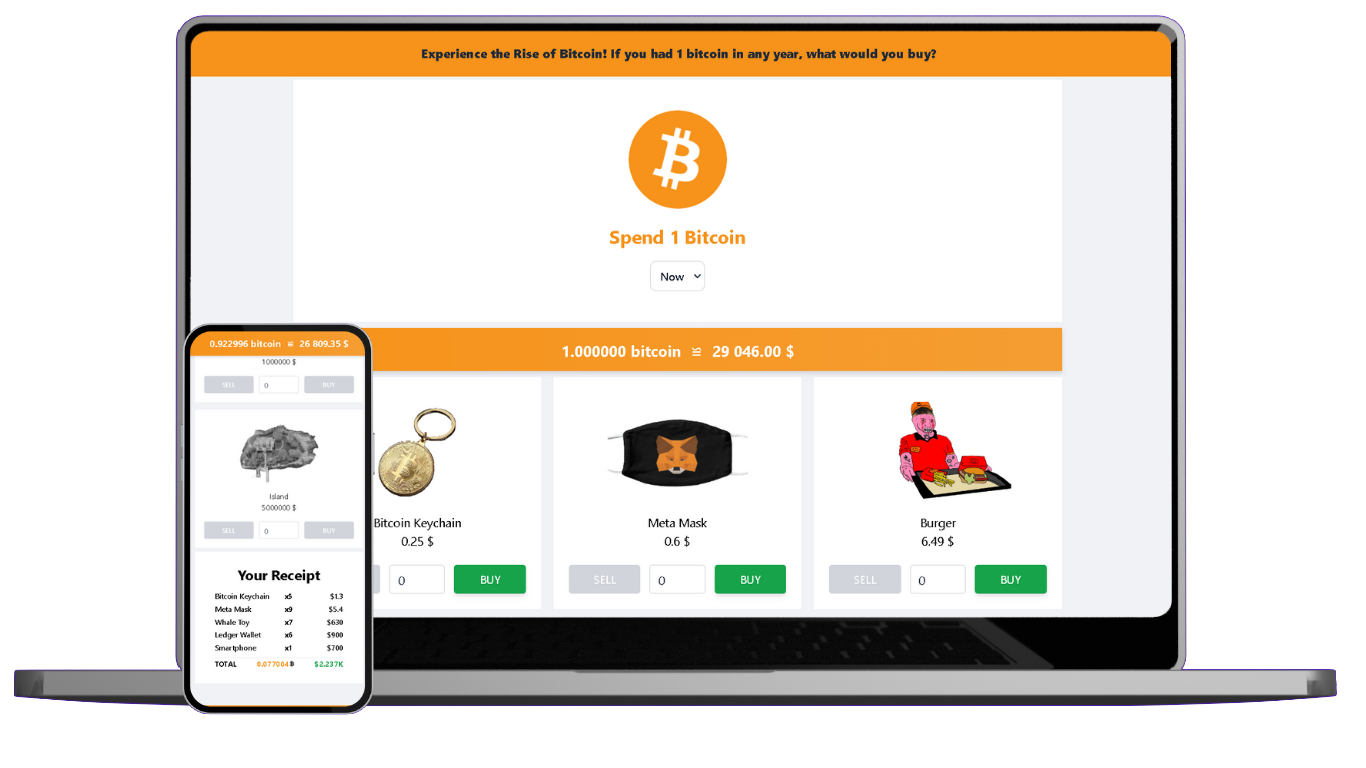 Experience the Rise of Bitcoin! If you had 1 bitcoin in any year, what would you buy?
Spend 1 Bitcoin
Now
1.000000 bitcoin ≌ 29 046.00 $
Bitcoin Keychain
0.25 $
0
BUY
Meta Mask
0.6 $
SELL
0
BUY
Burger
6.49 $
SELL
0
BUY
0.922996 bitcoin ≌ 26 809.35 $
1000000 $
SELL
0
BUY
Island
5000000 $
SELL
0
BUY
Your Receipt
Bitcoin Keychain x5 $1.3
Meta Mask x9 $5.4
Whale Toy x7 $630
Ledger Wallet x6 $900
Smartphone x1 $700
TOTAL 0.077004 ₿ $2.237K